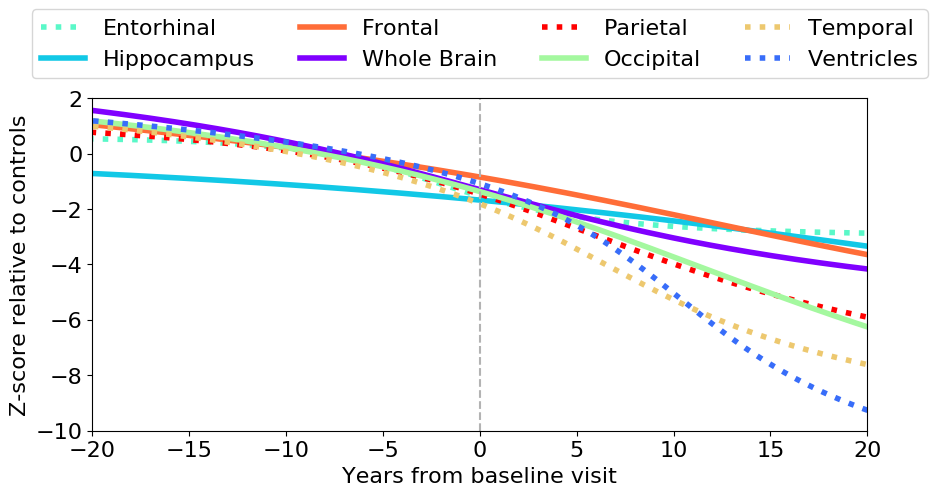 Entorhinal Frontal Parietal Temporal
Hippocampus Whole Brain Occipital Ventricles
2
0
−2
−4
−6
−8
−10
Z-score relative to controls
−20 −15 −10 −5 0 5 10 15 20
Years from baseline visit